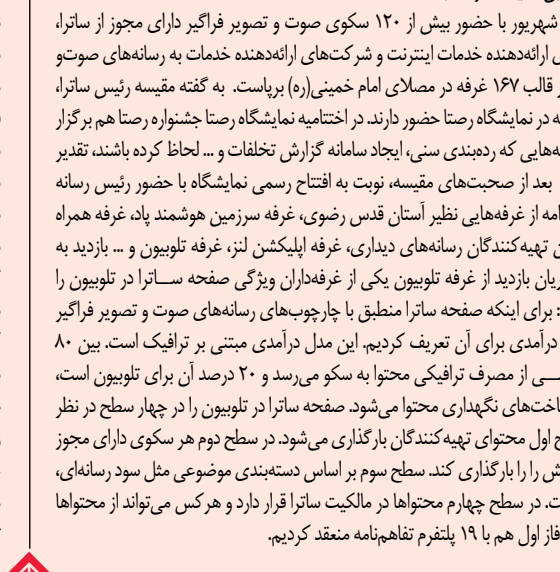 شهریور با حضور بیش از ۱۲۰ سکوی صوت و تصویر فراگیر دارای مجوز از ساترا،
ارائه‌دهنده خدمات اینترنت و شرکت‌های ارائه‌دهنده خدمات به رسانه‌های صوت‌و
قالب ۱۶۷ غرفه در مصلای امام خمینی(ره) برپاست. به گفته مقیسه رئیس ساترا،
در نمایشگاه رصتا حضور دارند. در اختتامیه نمایشگاه رصتا جشنواره رصتا هم برگزار
که رده‌بندی سنی، ایجاد سامانه گزارش تخلفات و ... لحاظ کرده باشند، تقدیر
بعد از صحبت‌های مقیسه، نوبت به افتتاح رسمی نمایشگاه با حضور رئیس رسانه
از غرفه‌هایی نظیر آستان قدس رضوی، غرفه سرزمین هوشمند پاد، غرفه همراه
تهیه‌کنندگان رسانه‌های دیداری، غرفه اپلیکشن لنز، غرفه تلوبیون و ... بازدید به
بازدید از غرفه تلوبیون یکی از غرفه‌داران ویژگی صفحه ســاترا در تلوبیون را
: برای اینکه صفحه ساترا منطبق با چارچوب‌های رسانه‌های صوت و تصویر فراگیر
درآمدی برای آن تعریف کردیم. این مدل درآمدی مبتنی بر ترافیک است. بین ۸۰
از مصرف ترافیکی محتوا به سکو می‌رسد و ۲۰ درصد آن برای تلوبیون است،
نگهداری محتوا می‌شود. صفحه ساترا در تلوبیون را در چهار سطح در نظر
اول محتوای تهیه‌کنندگان بارگذاری می‌شود. در سطح دوم هر سکوی دارای مجوز
را بارگذاری کند. سطح سوم بر اساس دسته‌بندی موضوعی مثل سود رسانه‌ای،
در سطح چهارم محتواها در مالکیت ساترا قرار دارد و هرکس می‌تواند از محتواها
فاز اول هم با ۱۹ پلتفرم تفاهم‌نامه منعقد کردیم.